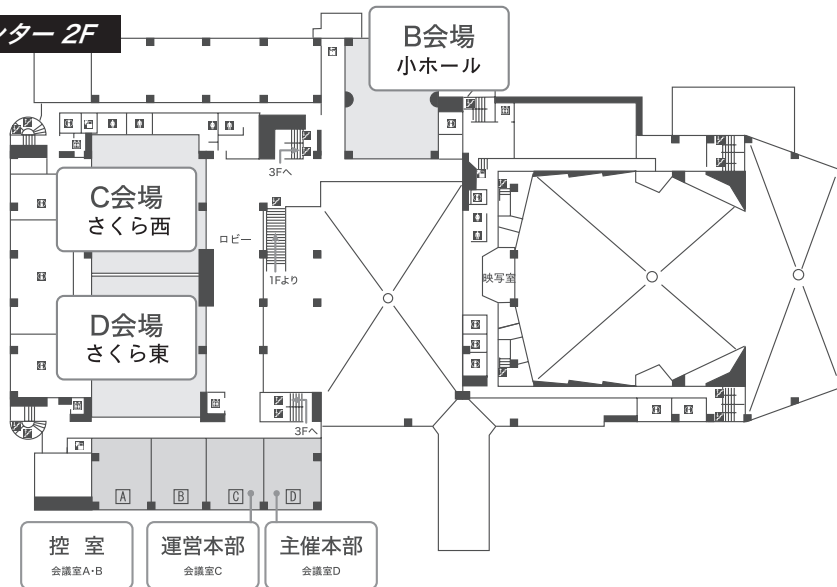 ンター 2F
B会場
小ホール
3Fへ
C会場
さくら西
ロビー
1Fより
映写室
D会場
さくら東
3Fへ
A
B
C
D
控 室
会議室A・B
運営本部
会議室C
主催本部
会議室D